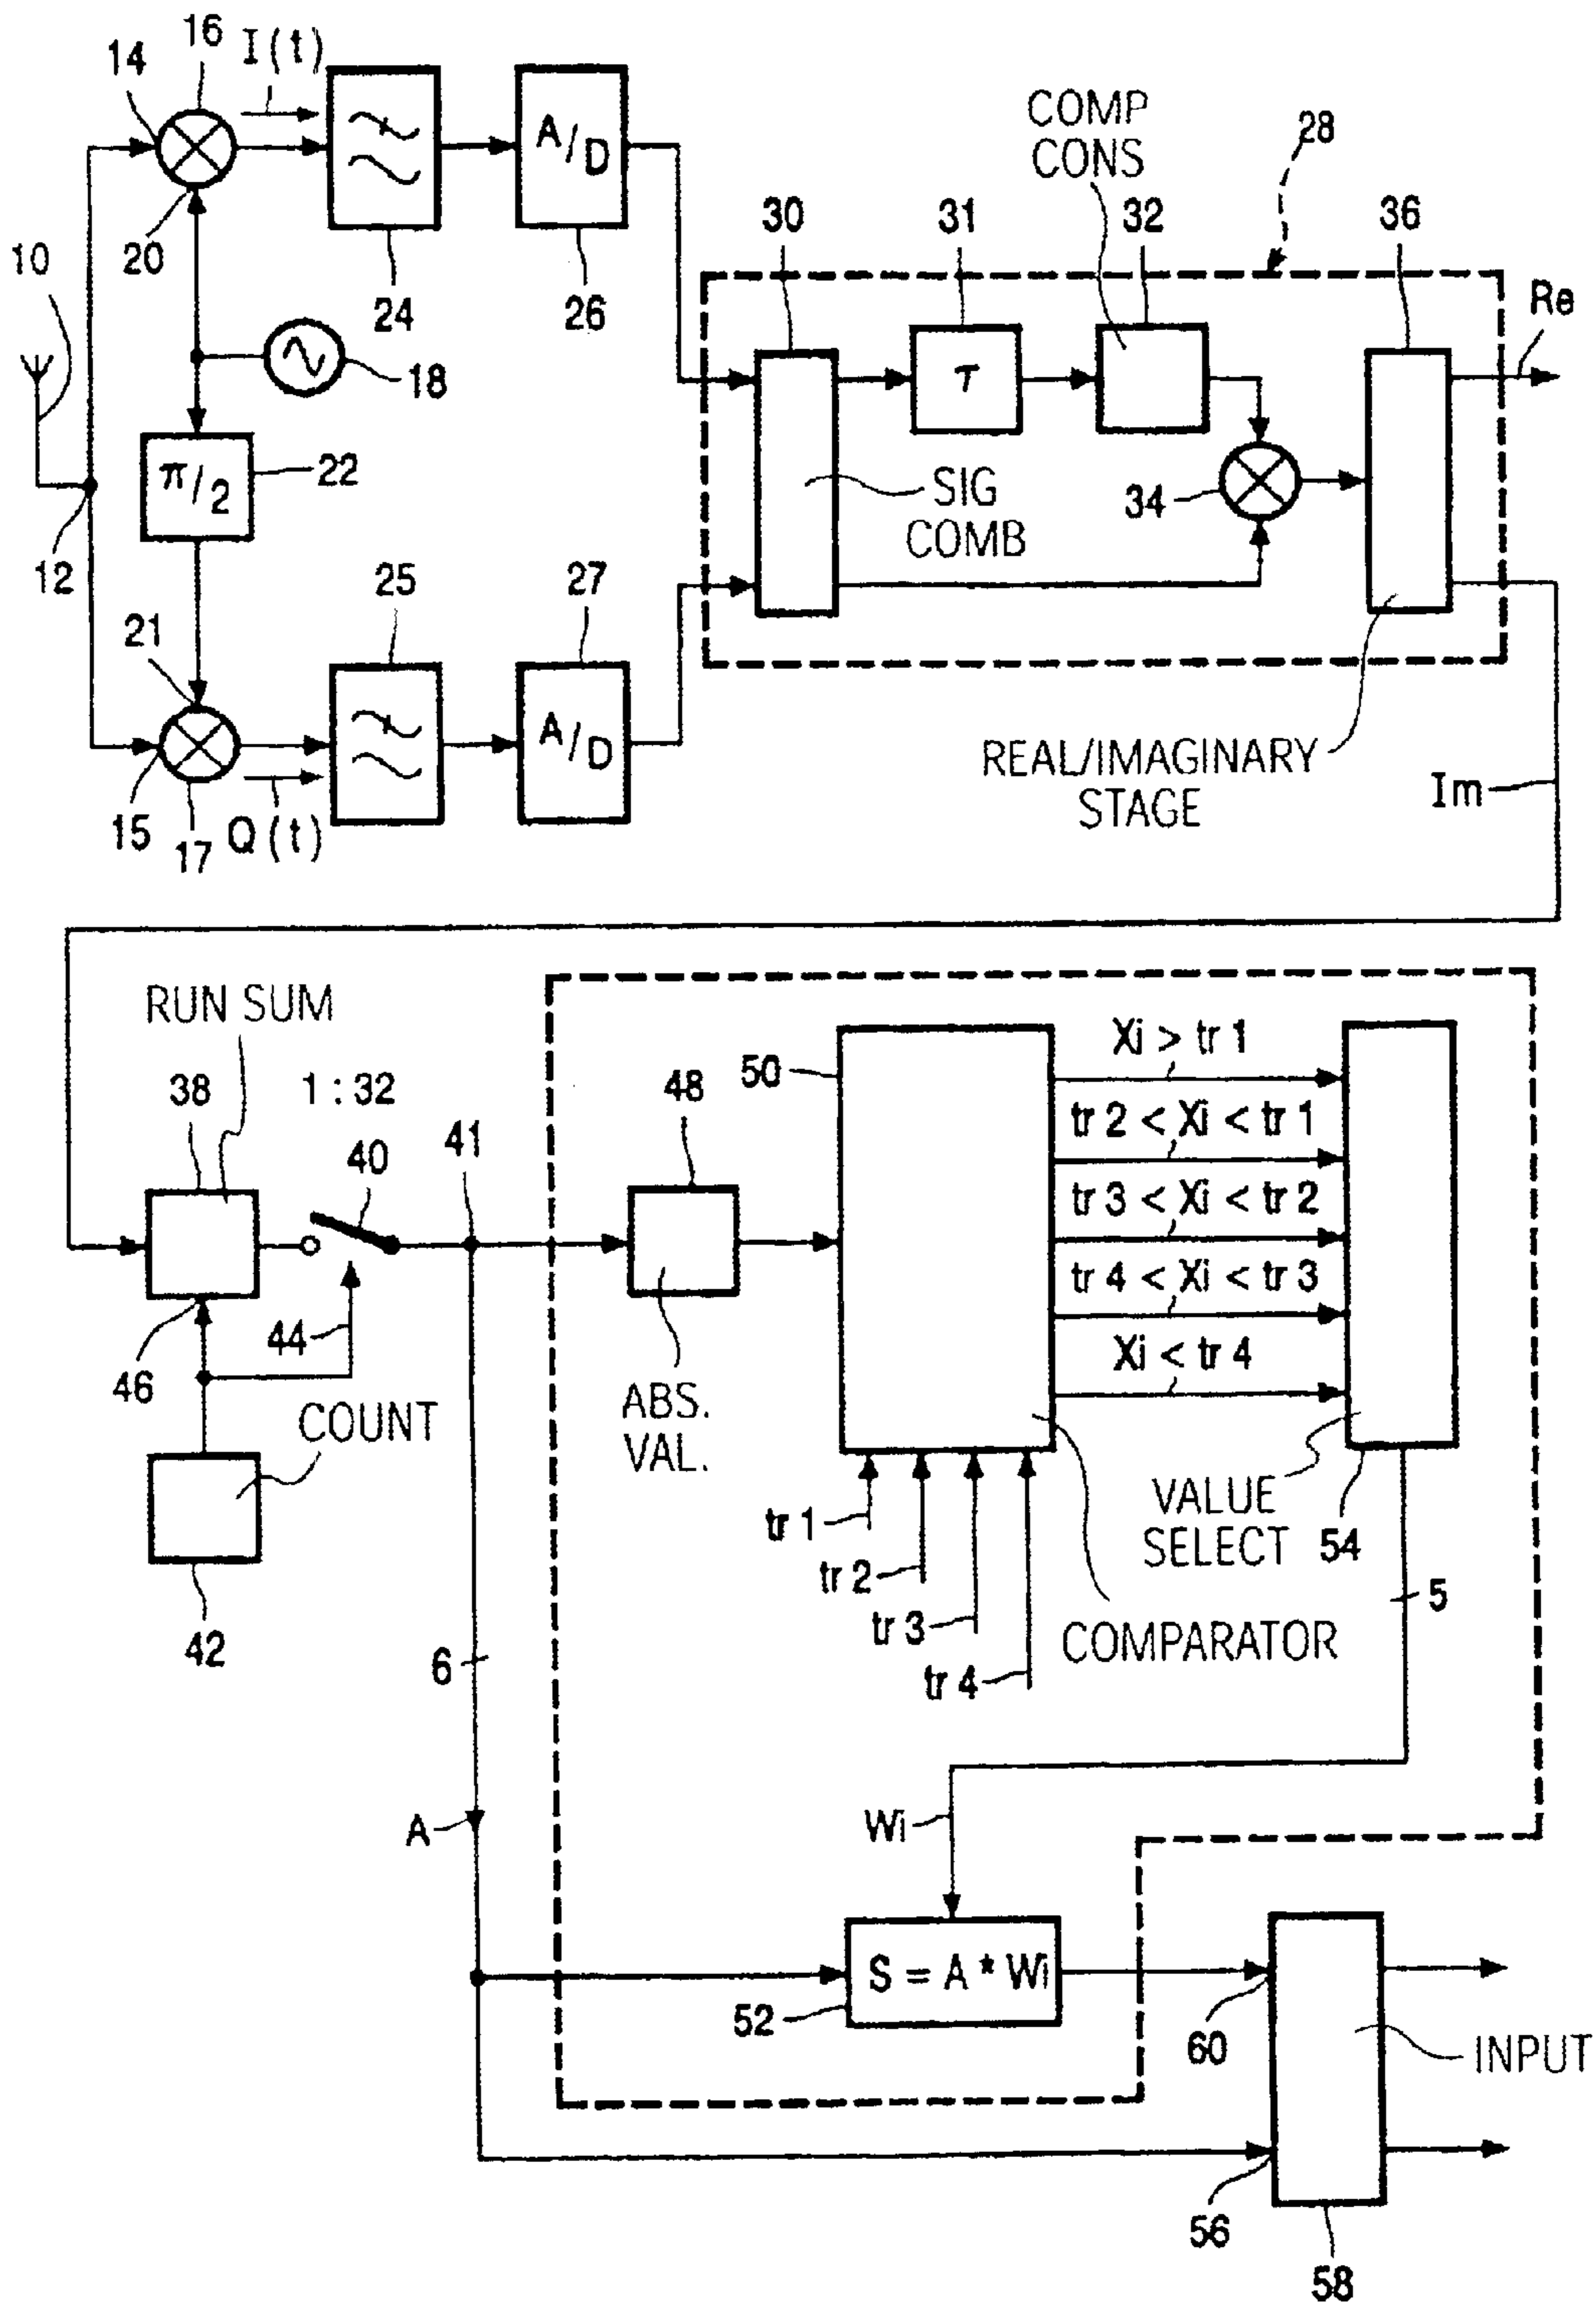 16
I(t)
14
A/D
COMP
CONS
28
30
31
32
36
10
20
24
26
Re
18
τ
π/2
22
SIG
COMB
34
12
25
27
21
A/D
REAL/IMAGINARY
STAGE
Im
15
17
Q(t)
RUN SUM
Xi > tr 1
50
48
38
1 : 32
tr 2 < Xi < tr 1
41
40
tr 3 < Xi < tr 2
tr 4 < Xi < tr 3
44
Xi < tr 4
46
COUNT
ABS.
VAL.
VALUE
SELECT
54
tr 1
tr 2
5
tr 3
COMPARATOR
42
6
tr 4
Wi
A
S = A * Wi
52
60
INPUT
56
58